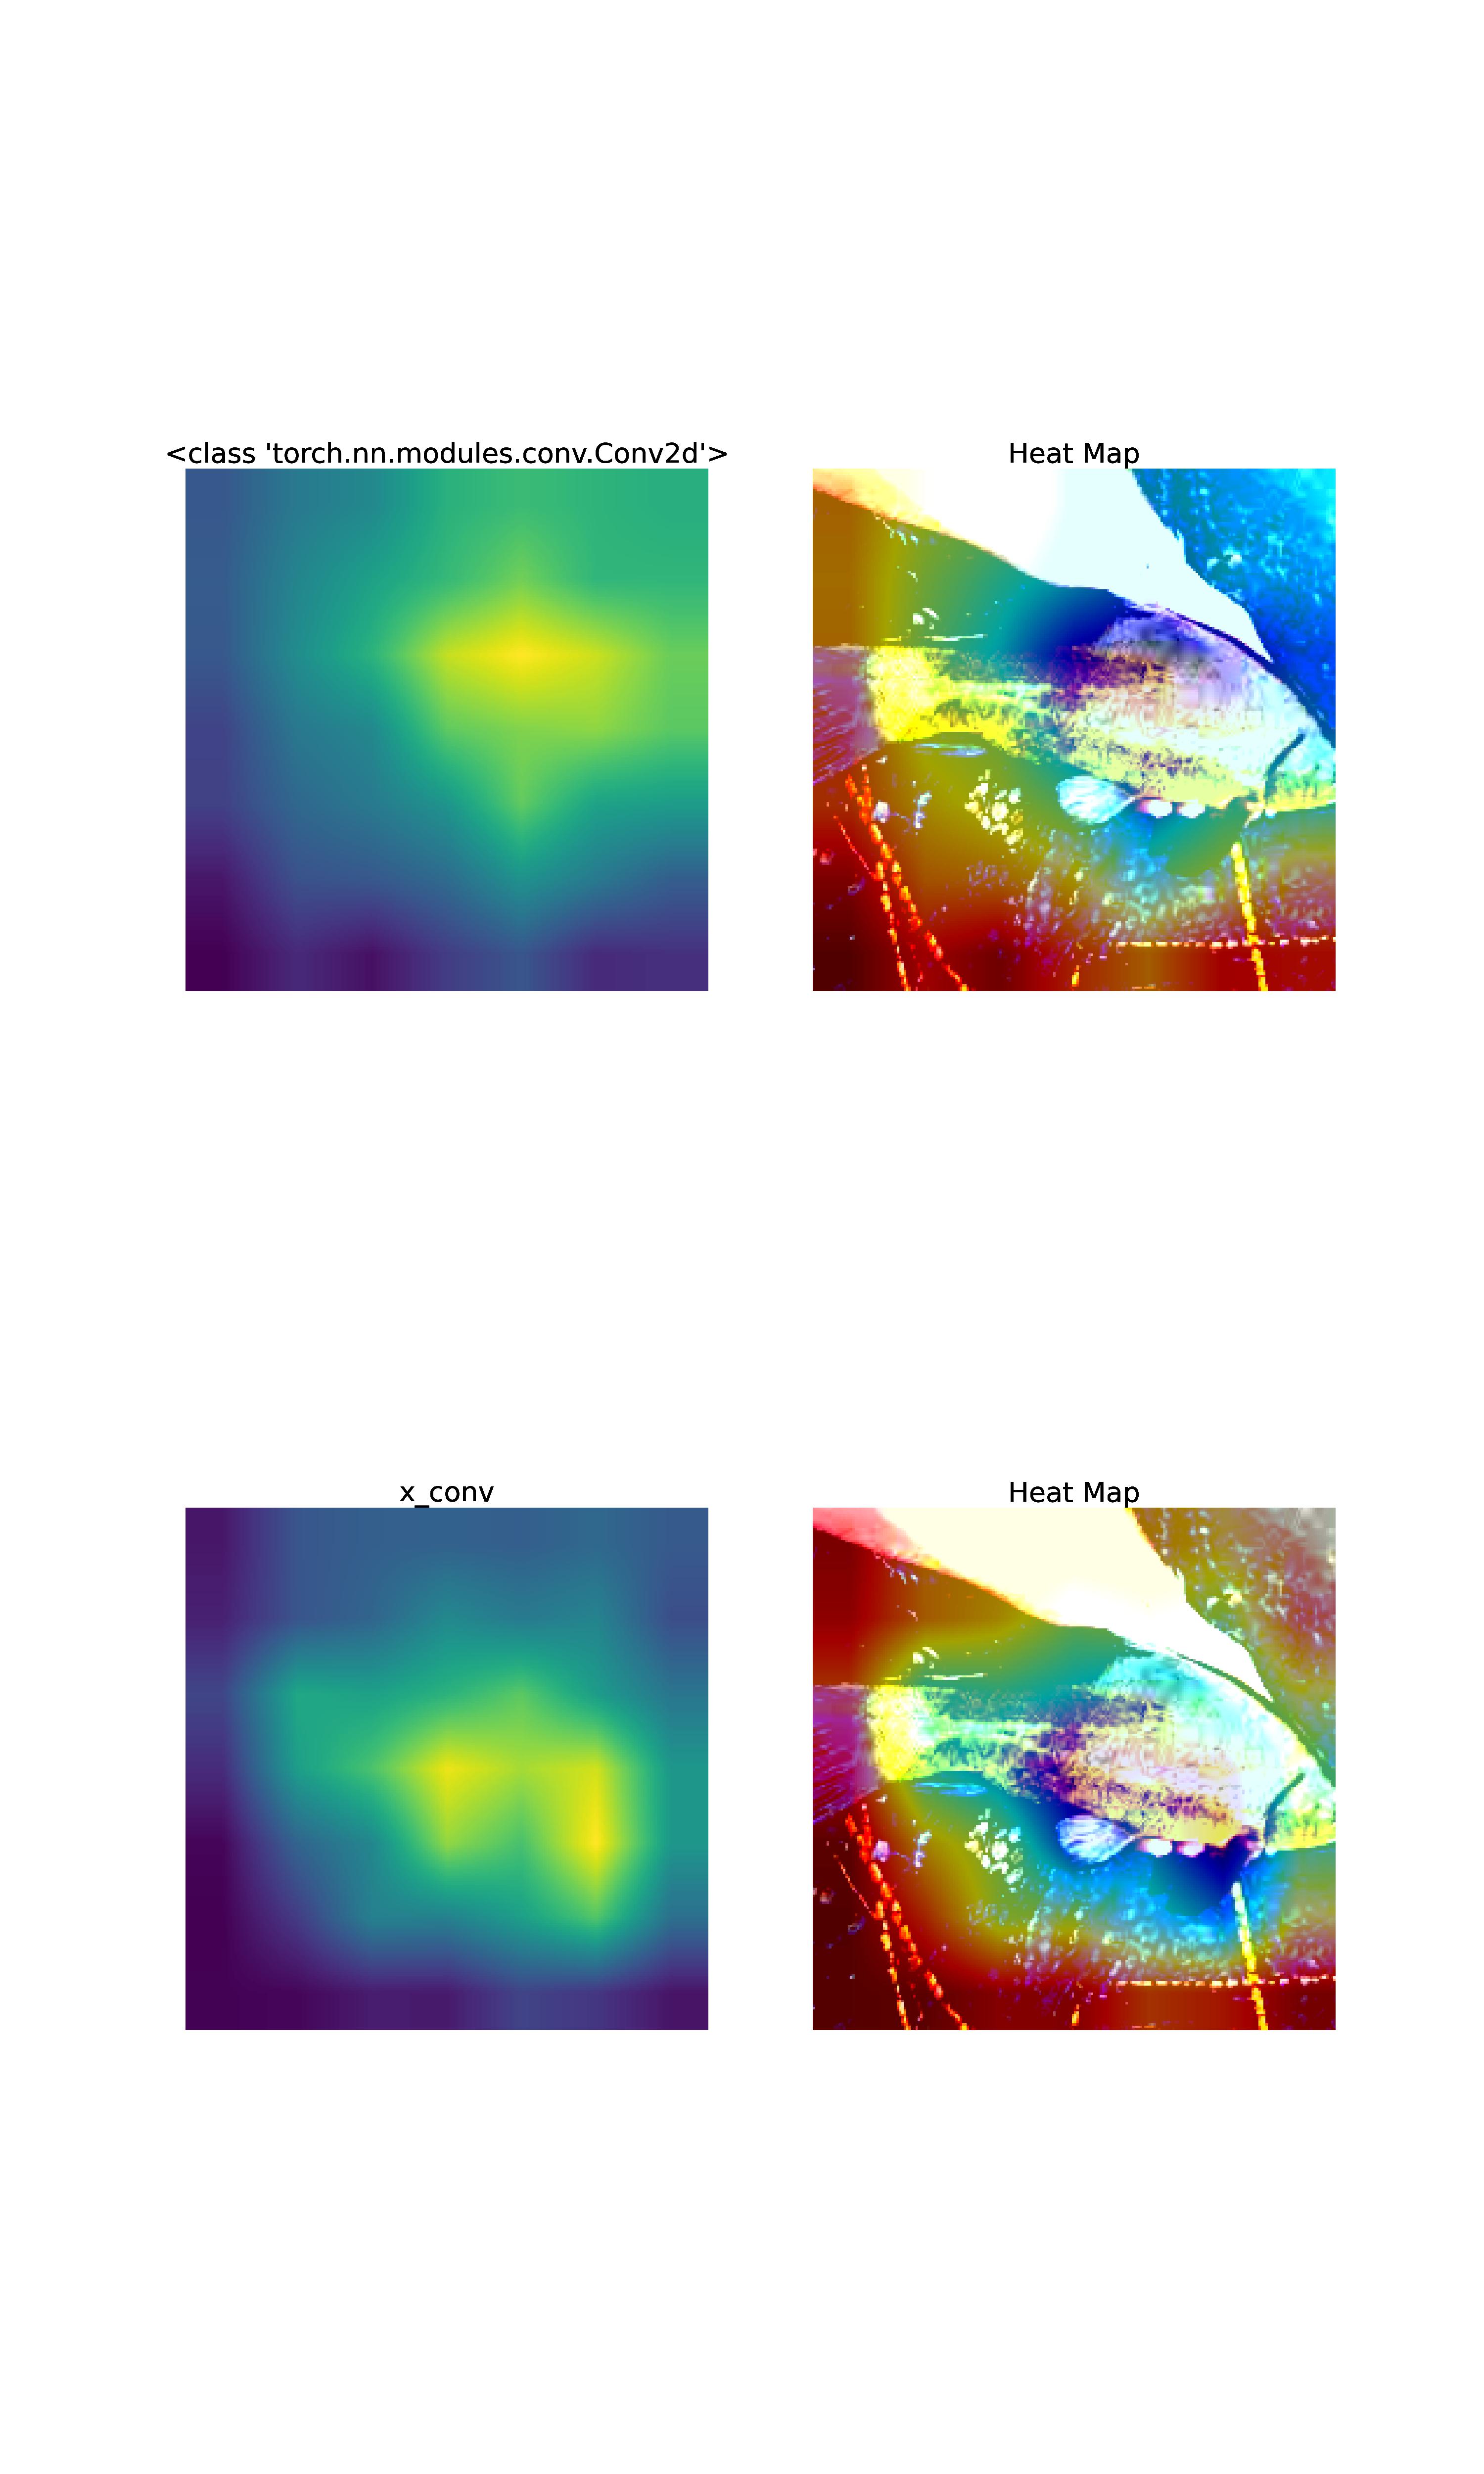 <class 'torch.nn.modules.conv.Conv2d'>
Heat Map
x_conv
Heat Map